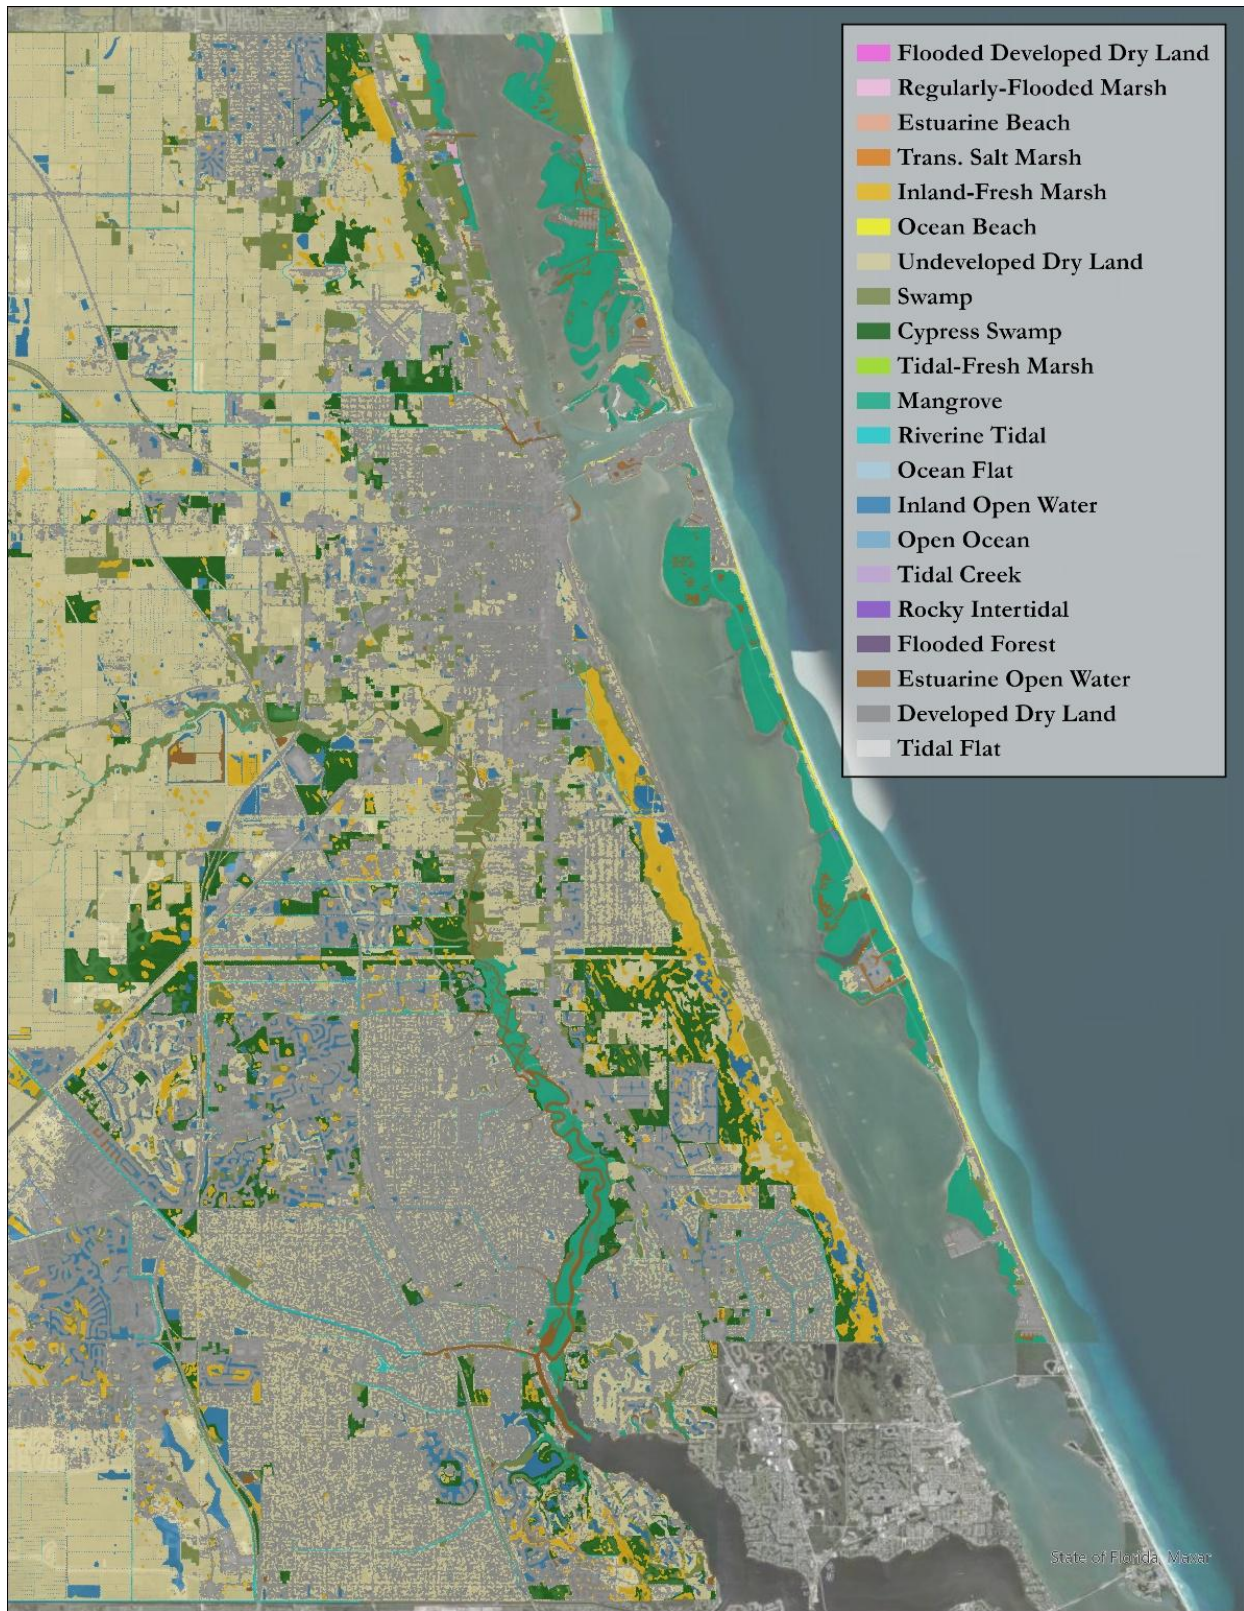 Flooded Developed Dry Land
Regularly-Flooded Marsh
Estuarine Beach
Trans. Salt Marsh
Inland-Fresh Marsh
Ocean Beach
Undeveloped Dry Land
Swamp
Cypress Swamp
Tidal-Fresh Marsh
Mangrove
Riverine Tidal
Ocean Flat
Inland Open Water
Open Ocean
Tidal Creek
Rocky Intertidal
Flooded Forest
Estuarine Open Water
Developed Dry Land
Tidal Flat
State of Florida, Maxar